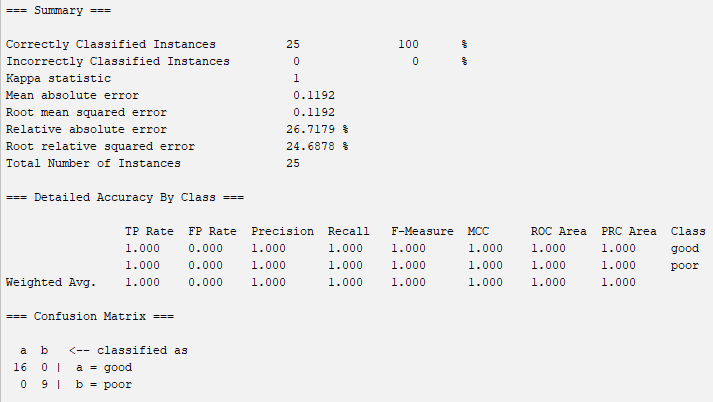 === Summary ===
Correctly Classified Instances 25 100 %
Incorrectly Classified Instances 0 0 %
Kappa statistic 1
Mean absolute error 0.1192
Root mean squared error 0.1192
Relative absolute error 26.7179 %
Root relative squared error 24.6878 %
Total Number of Instances 25
=== Detailed Accuracy By Class ===
TP Rate FP Rate Precision Recall F-Measure MCC ROC Area PRC Area Class
1.000 0.000 1.000 1.000 1.000 1.000 1.000 1.000 good
1.000 0.000 1.000 1.000 1.000 1.000 1.000 1.000 poor
Weighted Avg. 1.000 0.000 1.000 1.000 1.000 1.000 1.000 1.000
=== Confusion Matrix ===
a b <-- classified as
16 0 | a = good
0 9 | b = poor